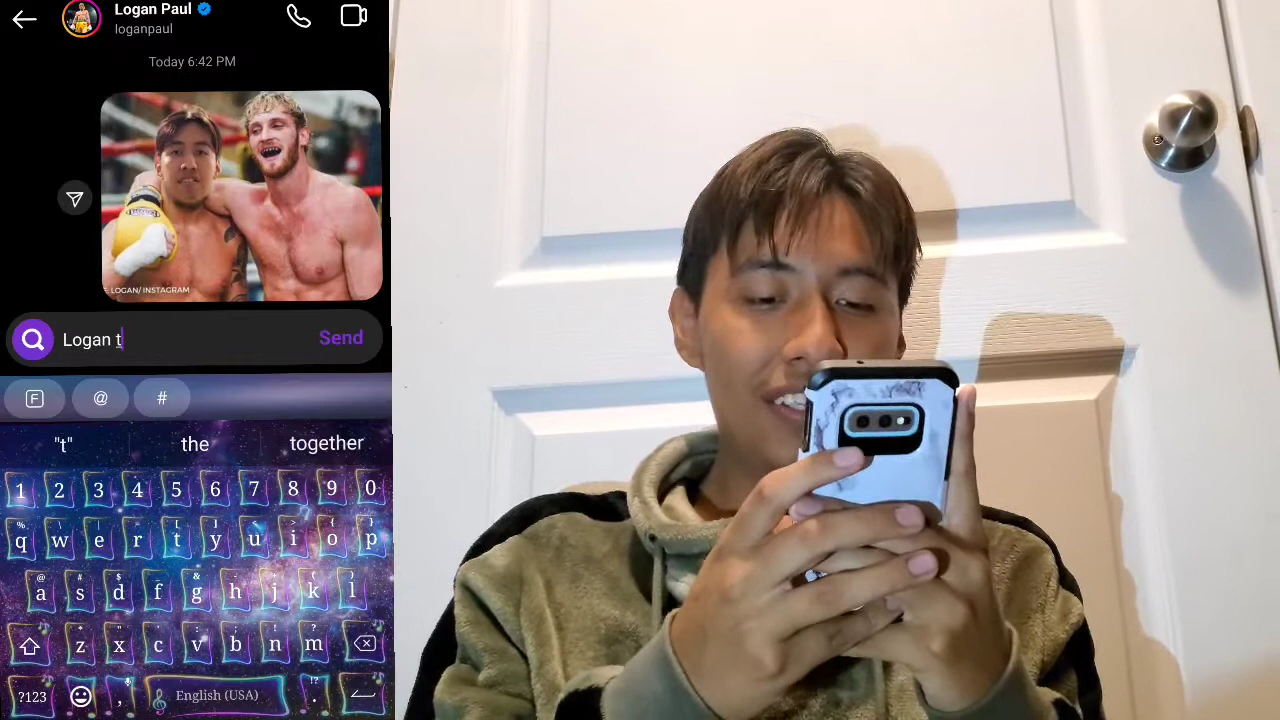 Logan Paul
loganpaul
Today 6:42 PM
LOGAN/ INSTAGRAM
Logan t
Send
F @ #
"t" the together
1 2 3 4 5 6 7 8 9 0
q w e r t y u i o p
a s d f g h j k l
z x c v b n m
?123 , English (USA) .